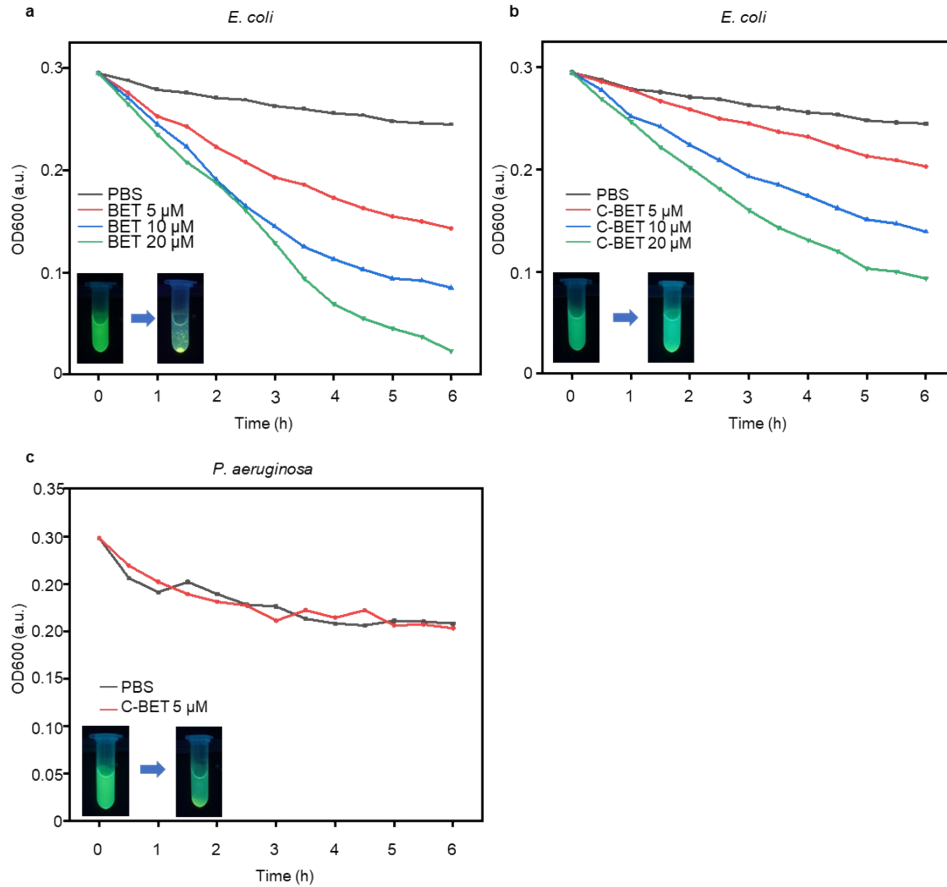 a
E. coli
OD600 (a.u.)
0.3
0.2
0.1
0
PBS
BET 5 µM
BET 10 µM
BET 20 µM
0 1 2 3 4 5 6
Time (h)
b
E. coli
OD600 (a.u.)
0.3
0.2
0.1
0
PBS
C-BET 5 µM
C-BET 10 µM
C-BET 20 µM
0 1 2 3 4 5 6
Time (h)
c
P. aeruginosa
OD600 (a.u.)
0.35
0.30
0.20
0.20
0.15
0.10
0.05
0
PBS
C-BET 5 µM
0 1 2 3 4 5 6
Time (h)